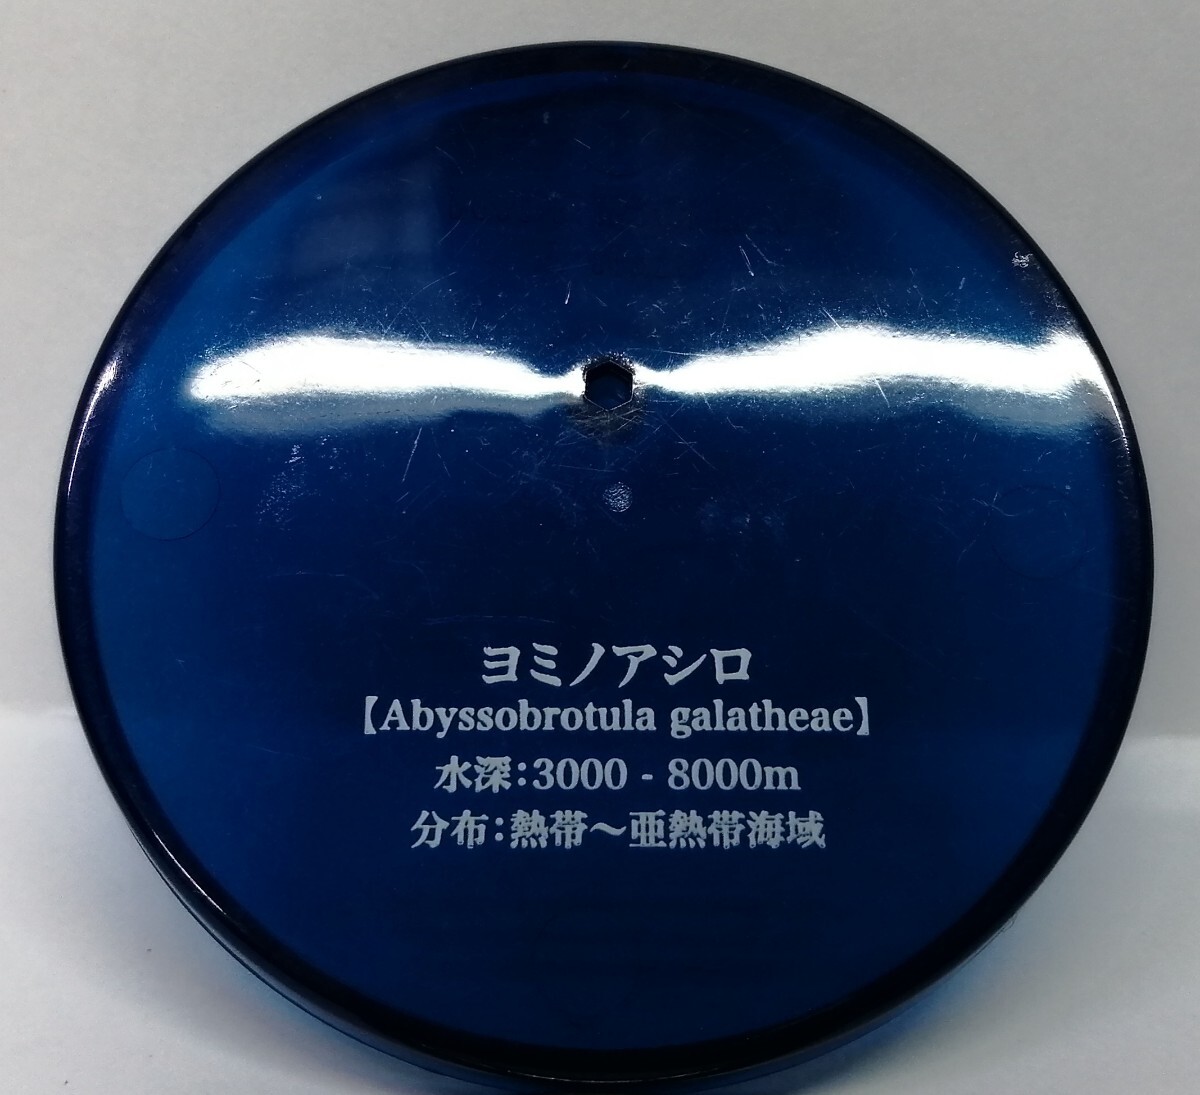 ヨミノアシロ
【Abyssobrotula galatheae】
水深：3000 - 8000m
分布：熱帯～亜熱帯海域